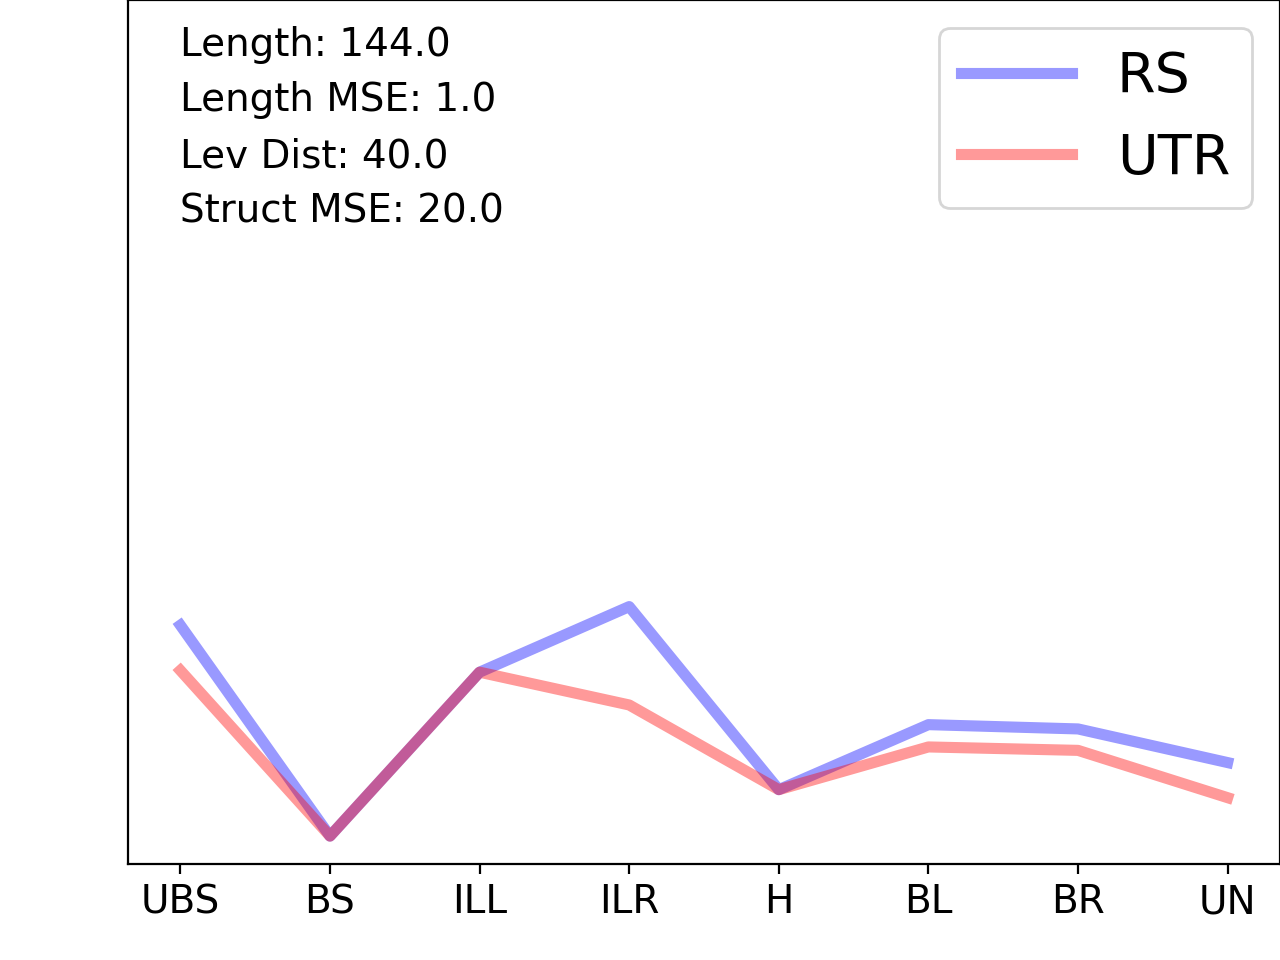 Length: 144.0
Length MSE: 1.0
Lev Dist: 40.0
Struct MSE: 20.0
RS
UTR
UBS BS ILL ILR H BL BR UN